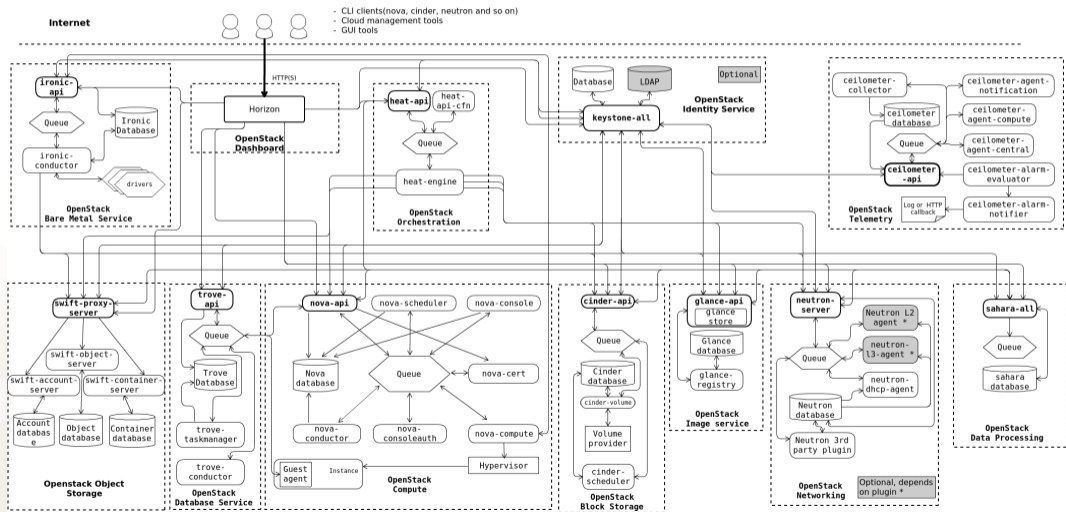 Internet
- CLI clients(nova, cinder, neutron and so on)
- Cloud management tools
- GUI tools
HTTP(S)
ironic-
api
Queue
Ironic
Database
ironic-
conductor
drivers
OpenStack
Bare Metal Service
Horizon
OpenStack
Dashboard
heat-api
heat-
api-cfn
Queue
heat-engine
OpenStack
Orchestration
Database
LDAP
Optional
keystone-all
OpenStack
Identity Service
ceilometer-
collector
ceilometer-agent-
notification
ceilometer
database
ceilometer-
agent-compute
Queue
ceilometer-
agent-central
ceilometer
-api
ceilometer-alarm-
evaluator
Log or HTTP
callback
ceilometer-alarm-
notifier
OpenStack
Telemetry
swift-proxy-
server
swift-object-
server
swift-account-
server
swift-container-
server
Account
databas
e
Object
database
Container
database
Openstack Object
Storage
trove-
api
Queue
Trove
Database
trove-
taskmanager
trove-
conductor
OpenStack
Database Service
nova-api
nova-scheduler
nova-console
Nova
database
Queue
nova-cert
nova-
conductor
nova-
consoleauth
nova-compute
Guest
agent
Instance
Hypervisor
OpenStack
Compute
cinder-api
Queue
Cinder
database
cinder-volume
Volume
provider
cinder-
scheduler
OpenStack
Block Storage
glance-api
glance
store
Glance
database
glance-
registry
OpenStack
Image service
neutron-
server
Neutron L2
agent *
Queue
neutron-
l3-agent *
neutron-
dhcp-agent
Neutron
database
Neutron 3rd
party plugin
OpenStack
Networking
Optional, depends
on plugin *
sahara-all
Queue
sahara
database
OpenStack
Data Processing